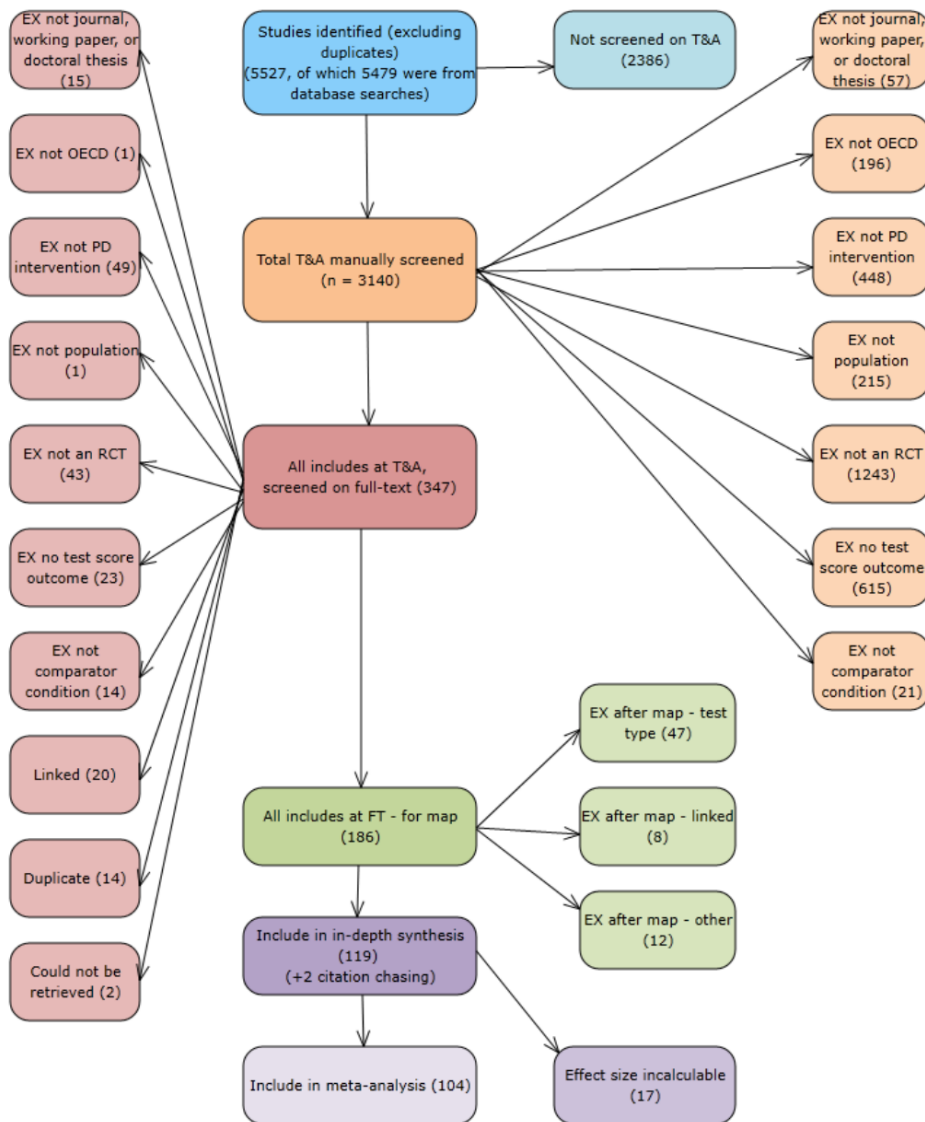 EX not journal,
working paper, or
doctoral thesis
(15)
EX not OECD (1)
EX not PD
intervention (49)
EX not population
(1)
EX not an RCT
(43)
EX no test score
outcome (23)
EX not
comparator
condition (14)
Linked (20)
Duplicate (14)
Could not be
retrieved (2)
Studies identified (excluding
duplicates)
(5527, of which 5479 were from
database searches)
Not screened on T&A
(2386)
Total T&A manually screened
(n = 3140)
All includes at T&A,
screened on full-text (347)
All includes at FT - for map
(186)
EX after map - test
type (47)
EX after map - linked
(8)
EX after map - other
(12)
Include in in-depth synthesis
(119)
(+2 citation chasing)
Include in meta-analysis (104)
Effect size incalculable
(17)
EX not journal,
working paper,
or doctoral
thesis (57)
EX not OECD
(196)
EX not PD
intervention
(448)
EX not
population
(215)
EX not an RCT
(1243)
EX no test
score outcome
(615)
EX not
comparator
condition (21)